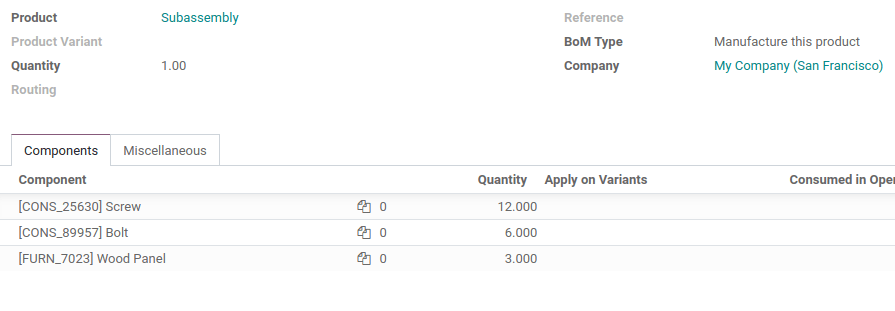 Product Subassembly Reference
Product Variant BoM Type Manufacture this product
Quantity 1.00 Company My Company (San Francisco)
Routing
Components Miscellaneous
Component Quantity Apply on Variants Consumed in Oper
[CONS_25630] Screw 0 12.000
[CONS_89957] Bolt 0 6.000
[FURN_7023] Wood Panel 0 3.000